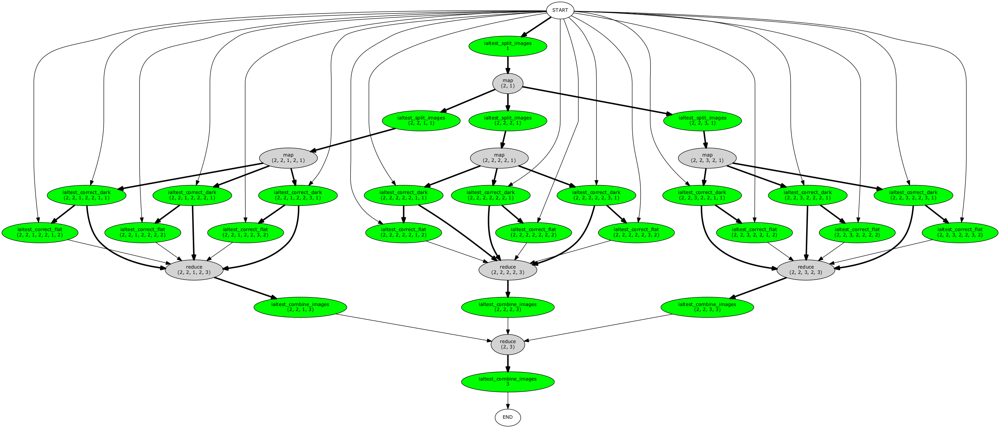 START
ialtest_split_images
1
map
(2, 1)
ialtest_split_images
(2, 2, 1, 1)
ialtest_split_images
(2, 2, 2, 1)
ialtest_split_images
(2, 2, 3, 1)
map
(2, 2, 1, 2, 1)
map
(2, 2, 2, 2, 1)
map
(2, 2, 3, 2, 1)
ialtest_correct_dark
(2, 2, 1, 2, 2, 1, 1)
ialtest_correct_dark
(2, 2, 1, 2, 2, 2, 1)
ialtest_correct_dark
(2, 2, 1, 2, 2, 3, 1)
ialtest_correct_dark
(2, 2, 2, 2, 2, 1, 1)
ialtest_correct_dark
(2, 2, 2, 2, 2, 2, 1)
ialtest_correct_dark
(2, 2, 2, 2, 2, 3, 1)
ialtest_correct_dark
(2, 2, 3, 2, 2, 1, 1)
ialtest_correct_dark
(2, 2, 3, 2, 2, 2, 1)
ialtest_correct_dark
(2, 2, 3, 2, 2, 3, 1)
ialtest_correct_flat
(2, 2, 1, 2, 2, 1, 2)
ialtest_correct_flat
(2, 2, 1, 2, 2, 2, 2)
ialtest_correct_flat
(2, 2, 1, 2, 2, 3, 2)
ialtest_correct_flat
(2, 2, 2, 2, 2, 1, 2)
ialtest_correct_flat
(2, 2, 2, 2, 2, 2, 2)
ialtest_correct_flat
(2, 2, 2, 2, 2, 3, 2)
ialtest_correct_flat
(2, 2, 3, 2, 2, 1, 2)
ialtest_correct_flat
(2, 2, 3, 2, 2, 2, 2)
ialtest_correct_flat
(2, 2, 3, 2, 2, 3, 2)
reduce
(2, 2, 1, 2, 3)
reduce
(2, 2, 2, 2, 3)
reduce
(2, 2, 3, 2, 3)
ialtest_combine_images
(2, 2, 1, 3)
ialtest_combine_images
(2, 2, 2, 3)
ialtest_combine_images
(2, 2, 3, 3)
reduce
(2, 3)
ialtest_combine_images
3
END